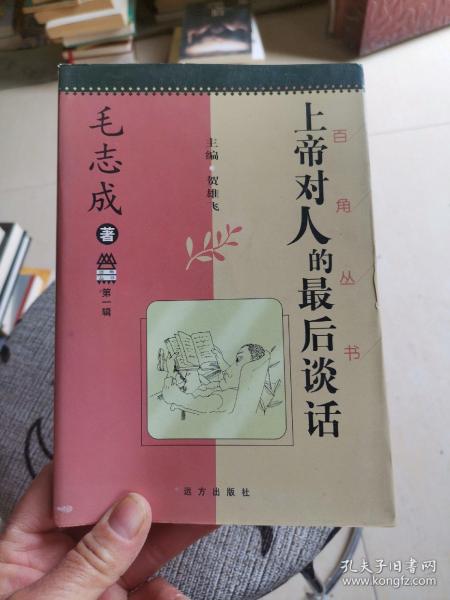 上帝对人的最后谈话
百角丛书
主编·贺雄飞
毛志成
著
第一辑
远方出版社
孔夫子旧书网
www.kongfz.com